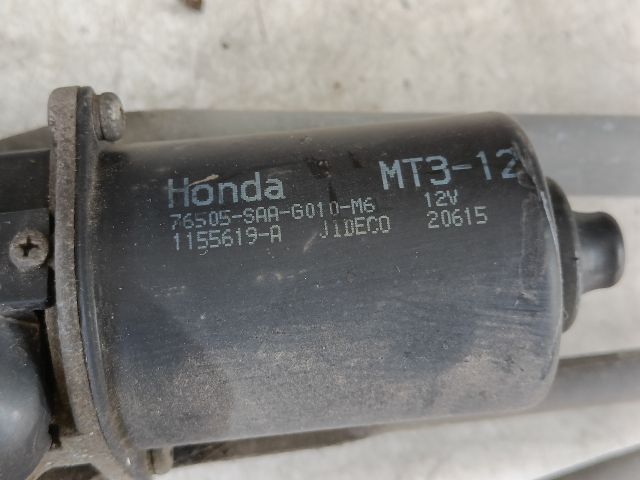 Honda MT3-12
76505-SAA-G010-M6 12V
1155619-A JIDECO 20615